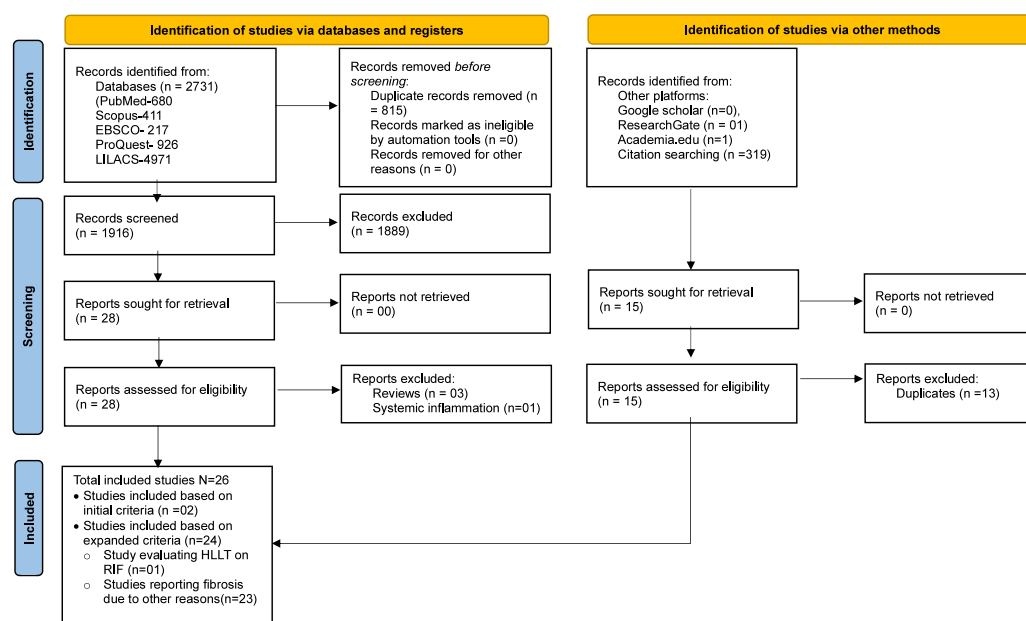 Identification of studies via databases and registers
Identification of studies via other methods
Identification
Records identified from:
Databases (n = 2731)
(PubMed-680
Scopus-411
EBSCO- 217
ProQuest- 926
LILACS-4971
Records removed before
screening:
Duplicate records removed (n
= 815)
Records marked as ineligible
by automation tools (n =0)
Records removed for other
reasons (n = 0)
Records identified from:
Other platforms:
Google scholar (n=0),
ResearchGate (n = 01)
Academia.edu (n=1)
Citation searching (n =319)
Screening
Records screened
(n = 1916)
Records excluded
(n = 1889)
Reports sought for retrieval
(n = 28)
Reports not retrieved
(n = 00)
Reports sought for retrieval
(n = 15)
Reports not retrieved
(n = 0)
Reports assessed for eligibility
(n = 28)
Reports excluded:
Reviews (n = 03)
Systemic inflammation (n=01)
Reports assessed for eligibility
(n = 15)
Reports excluded:
Duplicates (n =13)
Included
Total included studies N=26
• Studies included based on
initial criteria (n =02)
• Studies included based on
expanded criteria (n=24)
o Study evaluating HLLT on
RIF (n=01)
o Studies reporting fibrosis
due to other reasons(n=23)